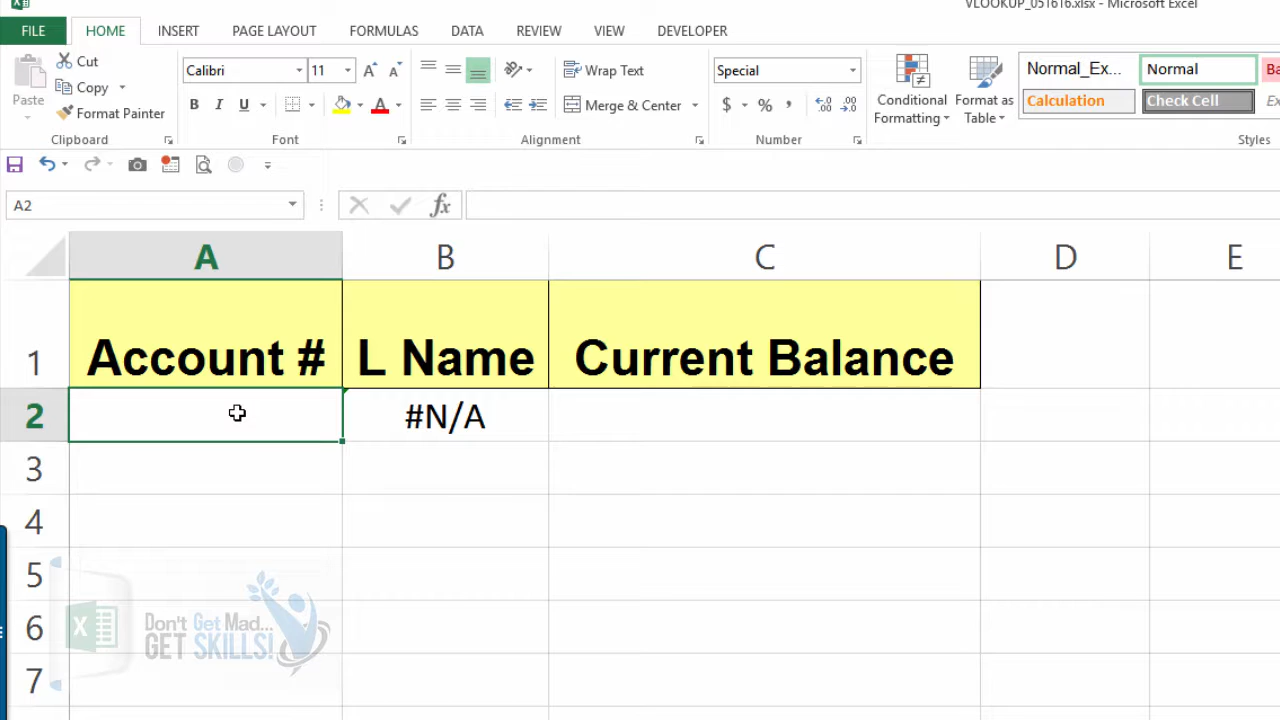 VLOOKUP_051616.xlsx - Microsoft Excel
FILE HOME INSERT PAGE LAYOUT FORMULAS DATA REVIEW VIEW DEVELOPER
Paste
Cut
Copy
Format Painter
Clipboard
Calibri 11
B I U A
Font
Wrap Text
Merge & Center
Alignment
Special
$ % ,
Number
Conditional Formatting
Format as Table
Normal_Ex... Normal Ba
Calculation Check Cell Ex
Styles
A2 fx
A B C D E
1 Account # L Name Current Balance
2 #N/A
3
4
5
6
7
Don't Get Mad...
GET SKILLS!